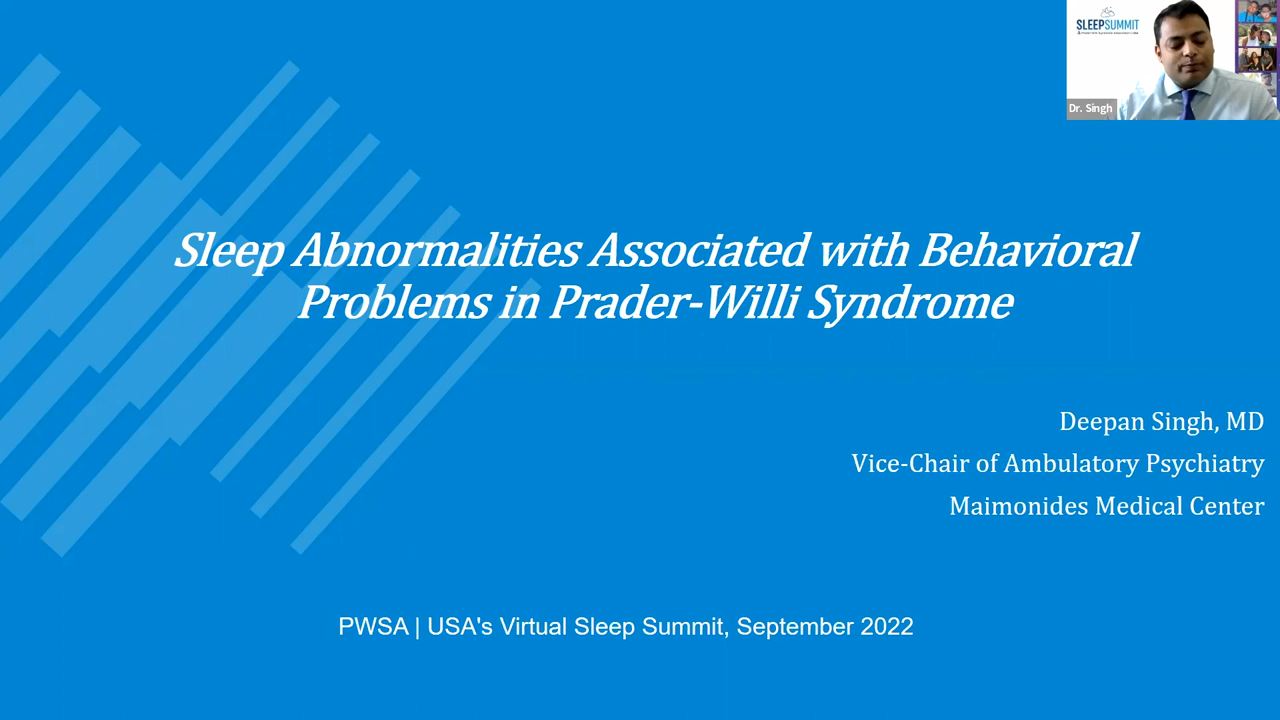 SLEEPSUMMIT
Dr. Singh
Sleep Abnormalities Associated with Behavioral
Problems in Prader-Willi Syndrome
Deepan Singh, MD
Vice-Chair of Ambulatory Psychiatry
Maimonides Medical Center
PWSA | USA's Virtual Sleep Summit, September 2022